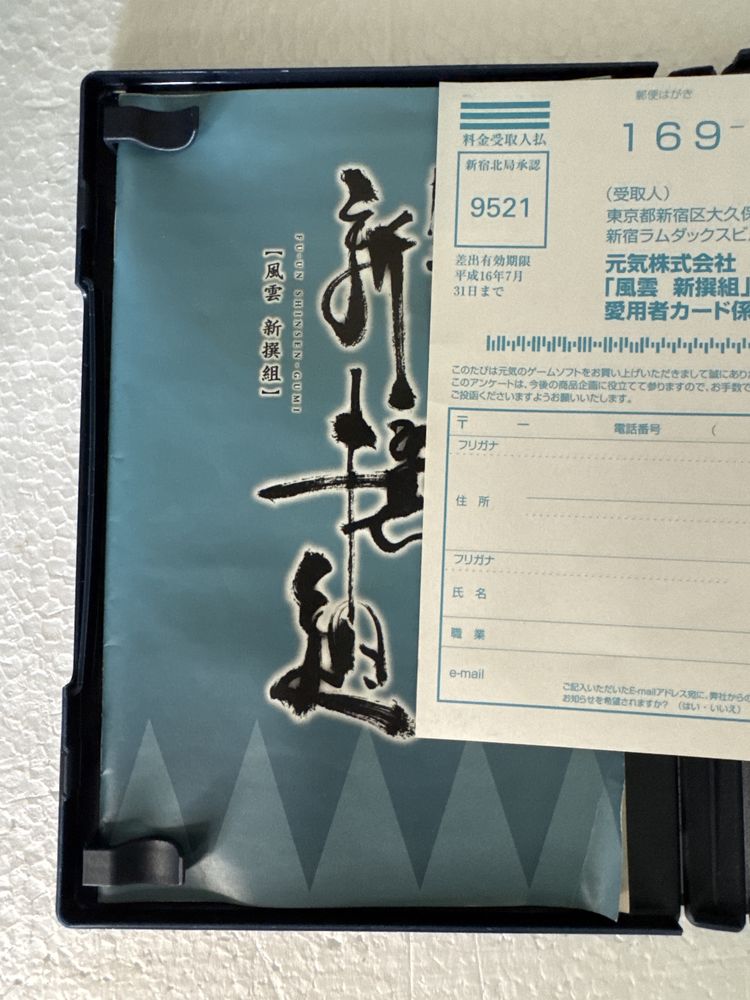 新撰組
FU-UN SHINSEN-GUMI
【風雲 新撰組】
郵便はがき
料金受取人払
169-
新宿北局承認
9521
差出有効期限
平成16年7月
31日まで
（受取人）
東京都新宿区大久保
新宿ラムダックスビ
元気株式会社
「風雲 新撰組」
愛用者カード係
このたびは元気のゲームソフトをお買い上げいただきまして誠にあり
このアンケートは、今後の商品企画に役立てて参りますので、お手数で
ご投函くださいますようお願いいたします。
〒 ー 電話番号 （
フリガナ
住所
フリガナ
氏名
職業
e-mail
ご記入いただいたE-mailアドレス宛に、弊社からの
お知らせを希望されますか？ （はい・いいえ）